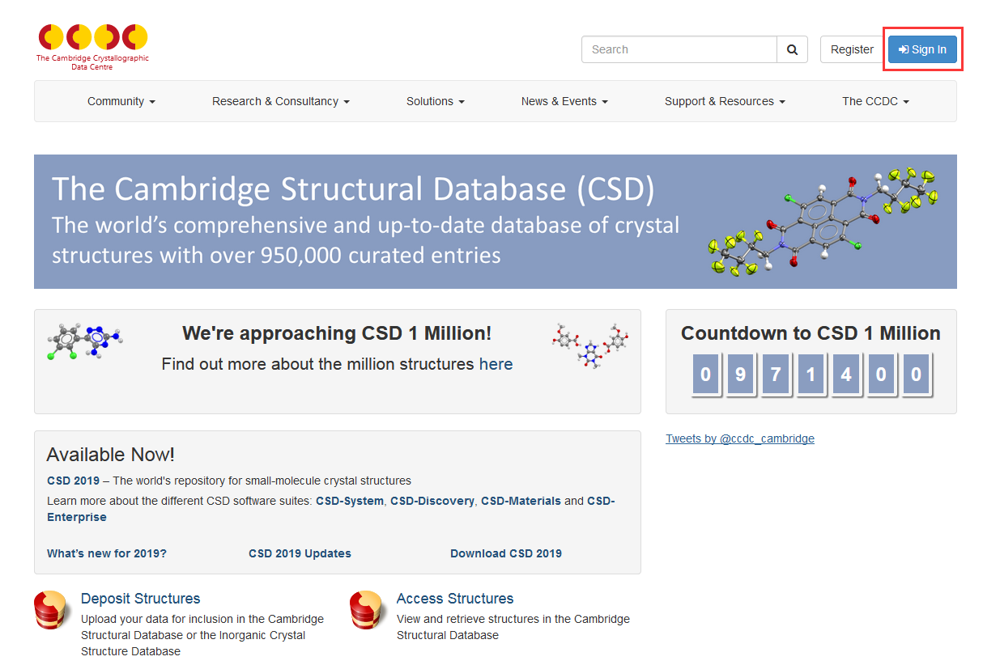 The Cambridge Crystallographic
Data Centre
Search
Register
Sign In
Community
Research & Consultancy
Solutions
News & Events
Support & Resources
The CCDC
The Cambridge Structural Database (CSD)
The world’s comprehensive and up-to-date database of crystal
structures with over 950,000 curated entries
We're approaching CSD 1 Million!
Find out more about the million structures here
Countdown to CSD 1 Million
0 9 7 1 4 0 0
Tweets by @ccdc_cambridge
Available Now!
CSD 2019 – The world's repository for small-molecule crystal structures
Learn more about the different CSD software suites: CSD-System, CSD-Discovery, CSD-Materials and CSD-
Enterprise
What’s new for 2019?
CSD 2019 Updates
Download CSD 2019
Deposit Structures
Upload your data for inclusion in the Cambridge
Structural Database or the Inorganic Crystal
Structure Database
Access Structures
View and retrieve structures in the Cambridge
Structural Database